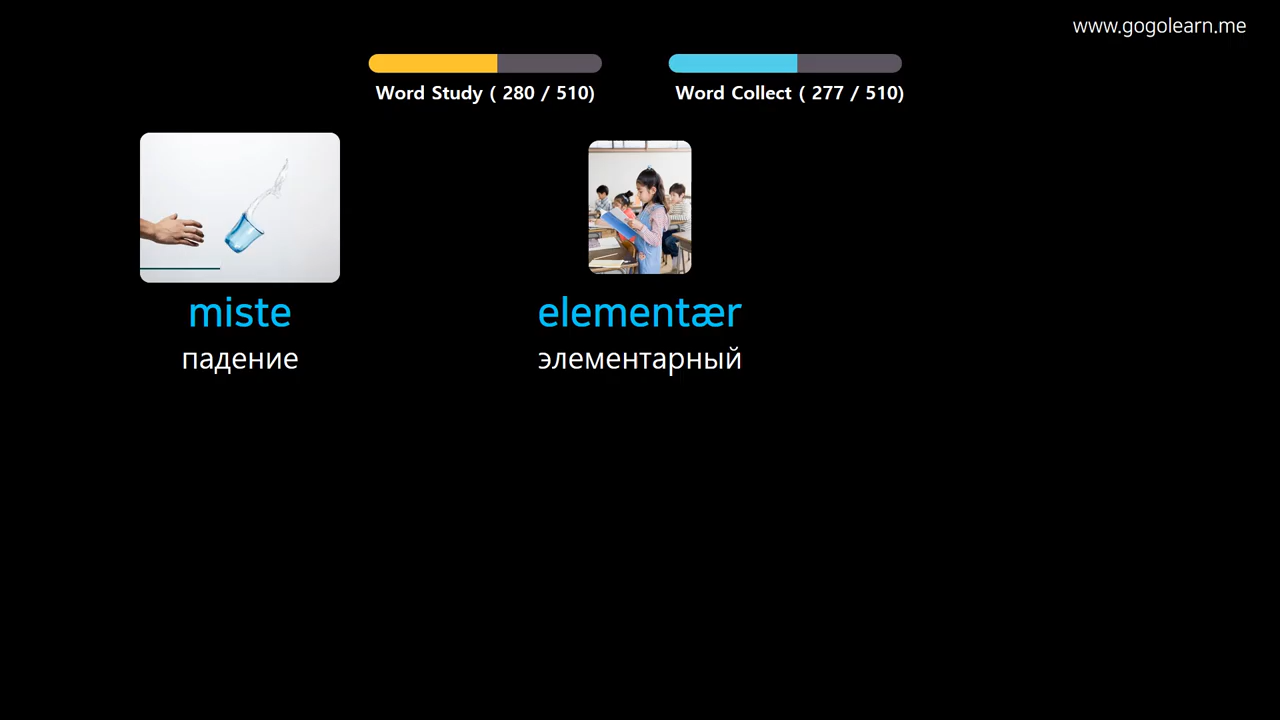 www.gogolearn.me
Word Study ( 280 / 510)
Word Collect ( 277 / 510)
miste
падение
elementær
элементарный